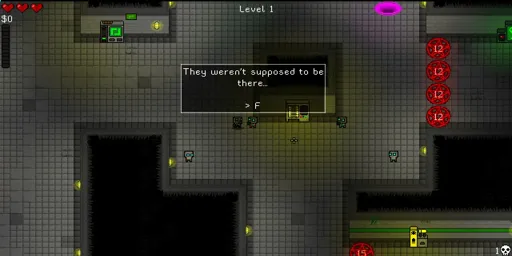 Level 1
$0
12
They weren't supposed to be
there…
12
> F
12
12
15
1